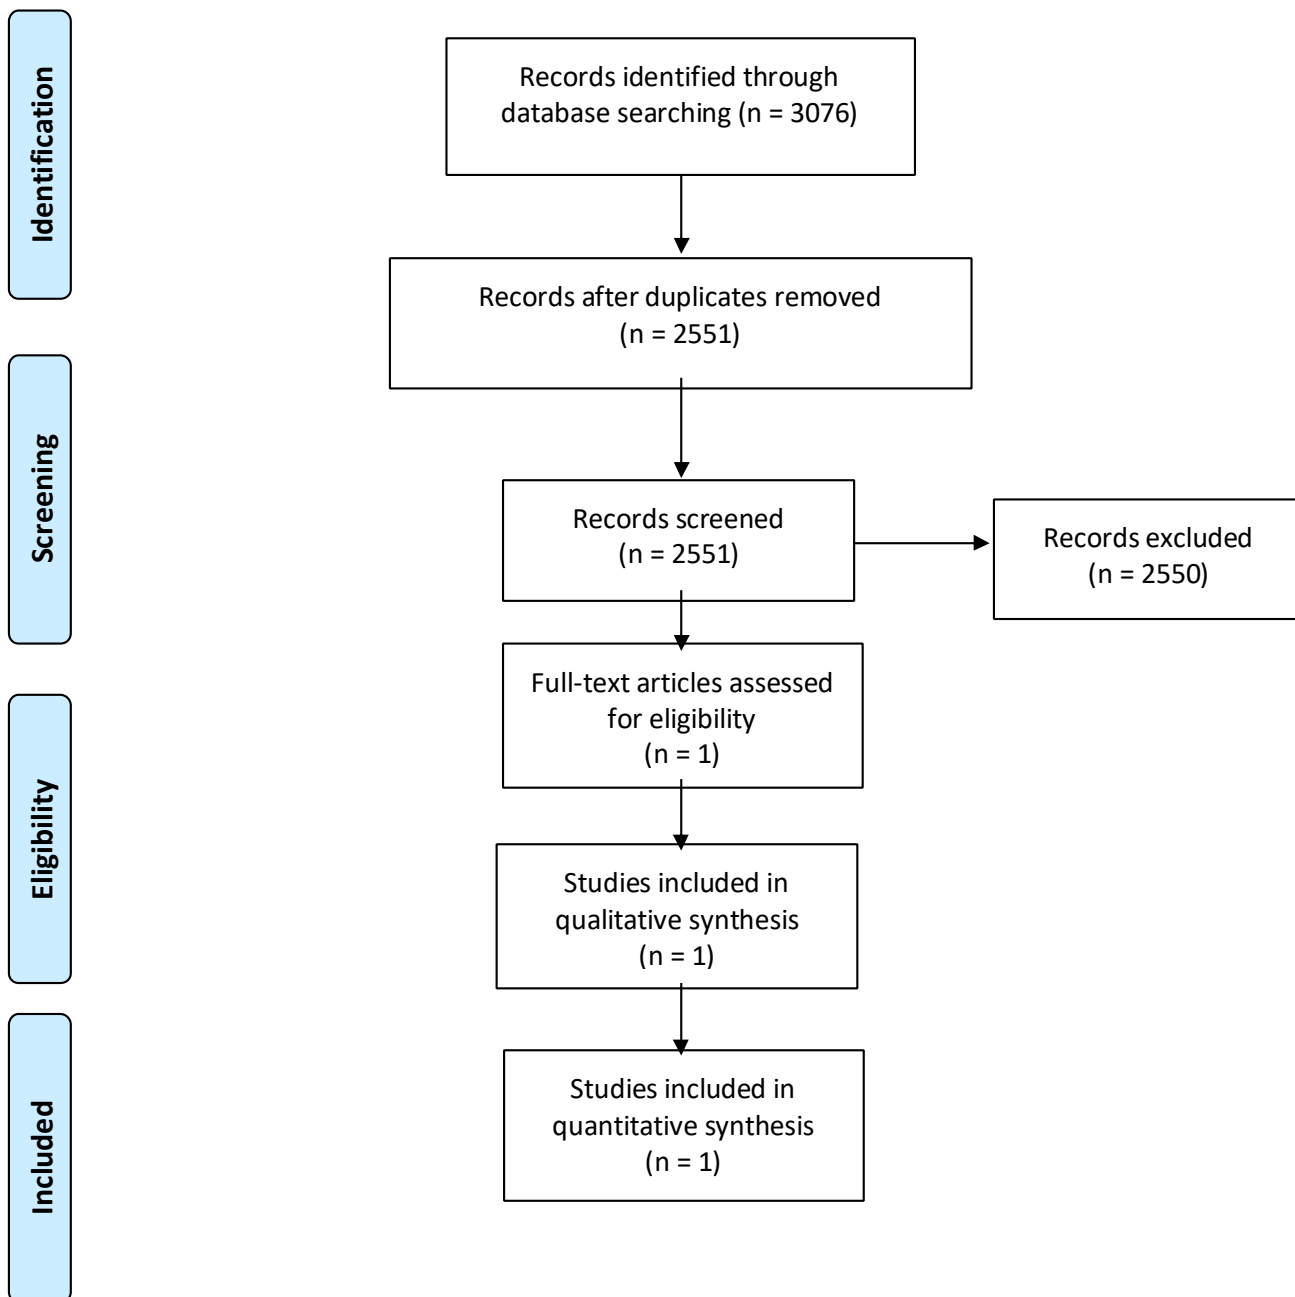 Identification
Records identified through
database searching (n = 3076)
Records after duplicates removed
(n = 2551)
Screening
Records screened
(n = 2551)
Records excluded
(n = 2550)
Full-text articles assessed
for eligibility
(n = 1)
Eligibility
Studies included in
qualitative synthesis
(n = 1)
Included
Studies included in
quantitative synthesis
(n = 1)